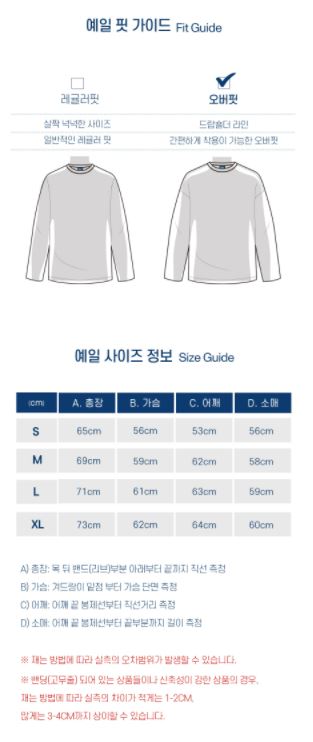 예일 핏 가이드 Fit Guide
레귤러핏
오버핏
살짝 넉넉한 사이즈
드랍숄더 라인
일반적인 레귤러 핏
간편하게 착용이 가능한 오버핏
예일 사이즈 정보 Size Guide
(cm) A. 총장 B. 가슴 C. 어깨 D. 소매
S 65cm 56cm 53cm 56cm
M 69cm 59cm 62cm 58cm
L 71cm 61cm 63cm 59cm
XL 73cm 62cm 64cm 60cm
A) 총장: 목 뒤 밴드(리브)부분 아래부터 끝까지 직선 측정
B) 가슴: 겨드랑이 밑점 부터 가슴 단면 측정
C) 어깨: 어깨 끝 봉제선부터 직선거리 측정
D) 소매: 어깨 끝 봉제선부터 끝부분까지 길이 측정
※ 재는 방법에 따라 실측의 오차범위가 발생할 수 있습니다.
※ 밴딩(고무줄) 되어 있는 상품들이나 신축성이 강한 상품의 경우,
재는 방법에 따라 실측의 차이가 적게는 1-2CM,
많게는 3-4CM까지 상이할 수 있습니다.